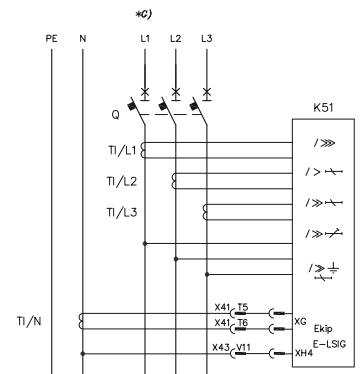 *G)
PE N L1 L2 L3
K51
Q
TI/L1
TI/L2
TI/L3
X41 T5
XG
TI/N
X41 T6
Ekip
E-LSIG
X43 V11
XH4